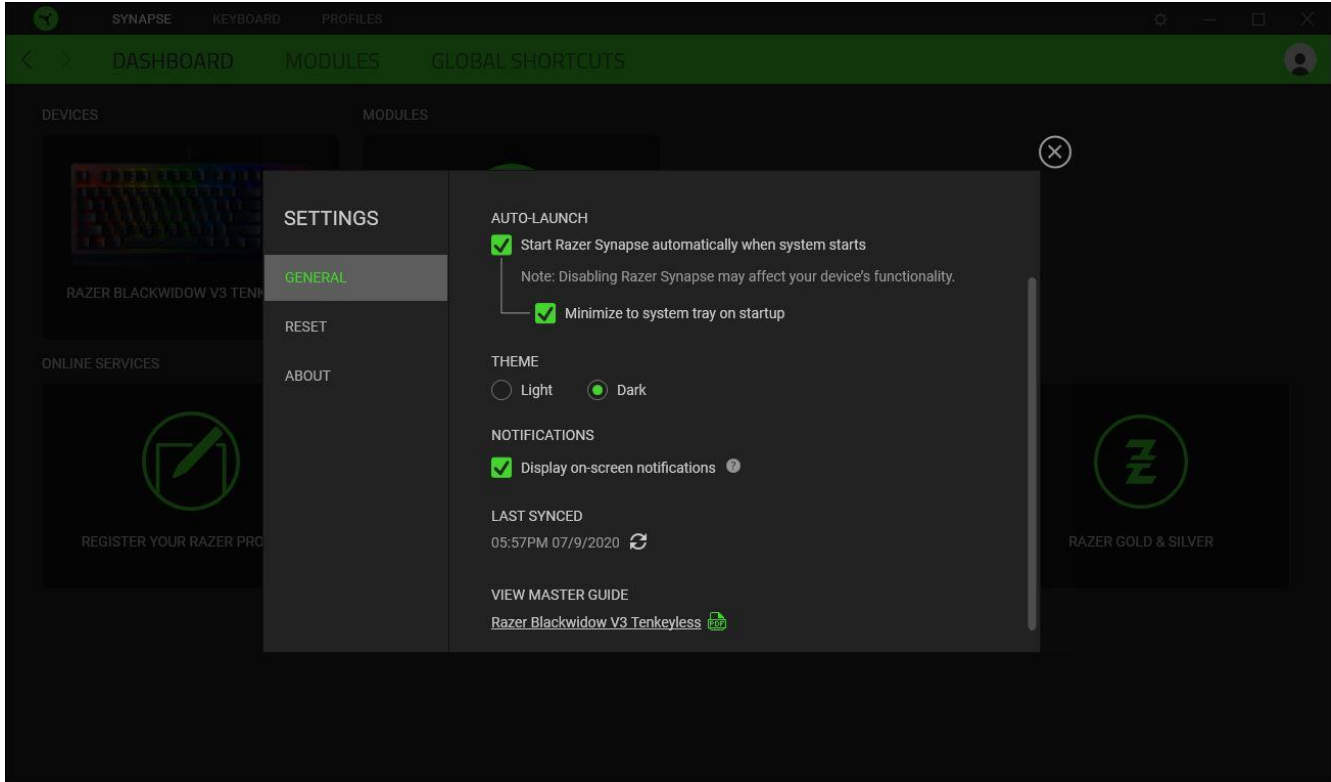 SYNAPSE KEYBOARD PROFILES
DASHBOARD MODULES GLOBAL SHORTCUTS
DEVICES MODULES
RAZER BLACKWIDOW V3
ONLINE SERVICES
REGISTER YOUR RAZER
RAZER GOLD & SILVER
SETTINGS
GENERAL
RESET
ABOUT
AUTO-LAUNCH
Start Razer Synapse automatically when system starts
Note: Disabling Razer Synapse may affect your device’s functionality.
Minimize to system tray on startup
THEME
Light Dark
NOTIFICATIONS
Display on-screen notifications ?
LAST SYNCED
05:57PM 07/9/2020
VIEW MASTER GUIDE
Razer Blackwidow V3 Tenkeyless PDF